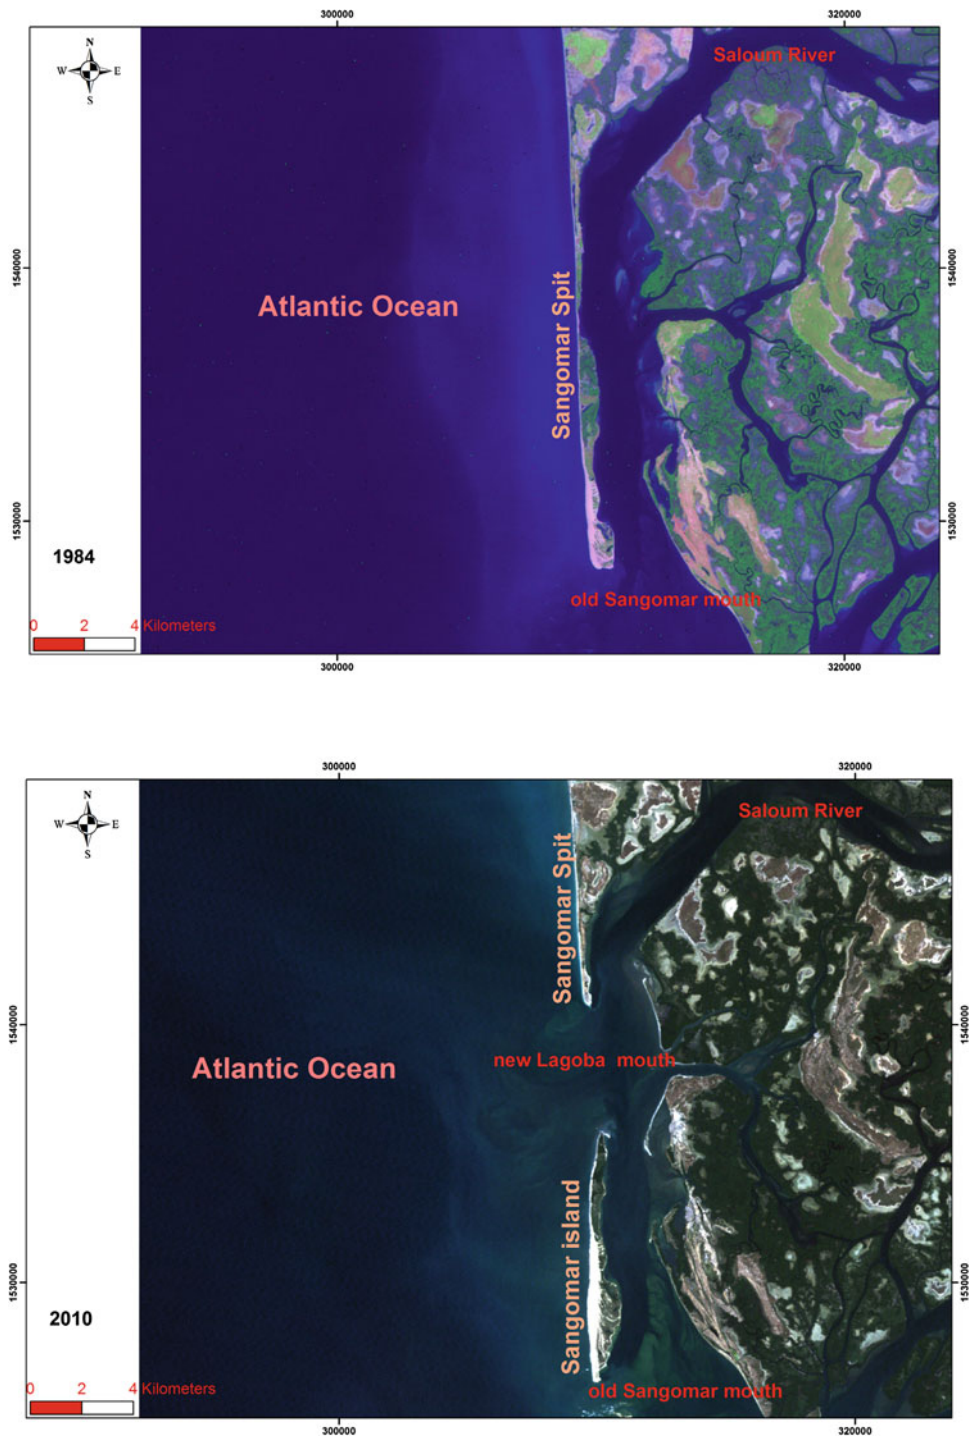 300000 320000
N
W E
S
Saloum River
1540000 1540000
Atlantic Ocean
Sangomar Spit
1530000 1530000
1984
old Sangomar mouth
0 2 4 Kilometers
300000 320000
300000 320000
N
W E
S
Saloum River
Sangomar Spit
1540000 1540000
new Lagoba mouth
Atlantic Ocean
Sangomar island
1530000 1530000
2010
old Sangomar mouth
0 2 4 Kilometers
300000 320000